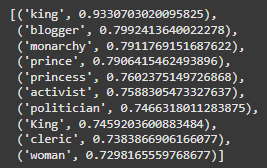 [('king', 0.9330703020095825),
('blogger', 0.7992413640022278),
('monarchy', 0.7911769151687622),
('prince', 0.7906415462493896),
('princess', 0.7602375149726868),
('activist', 0.7588305473327637),
('politician', 0.7466318011283875),
('King', 0.7459203600883484),
('cleric', 0.7383866906166077),
('woman', 0.7298165559768677)]